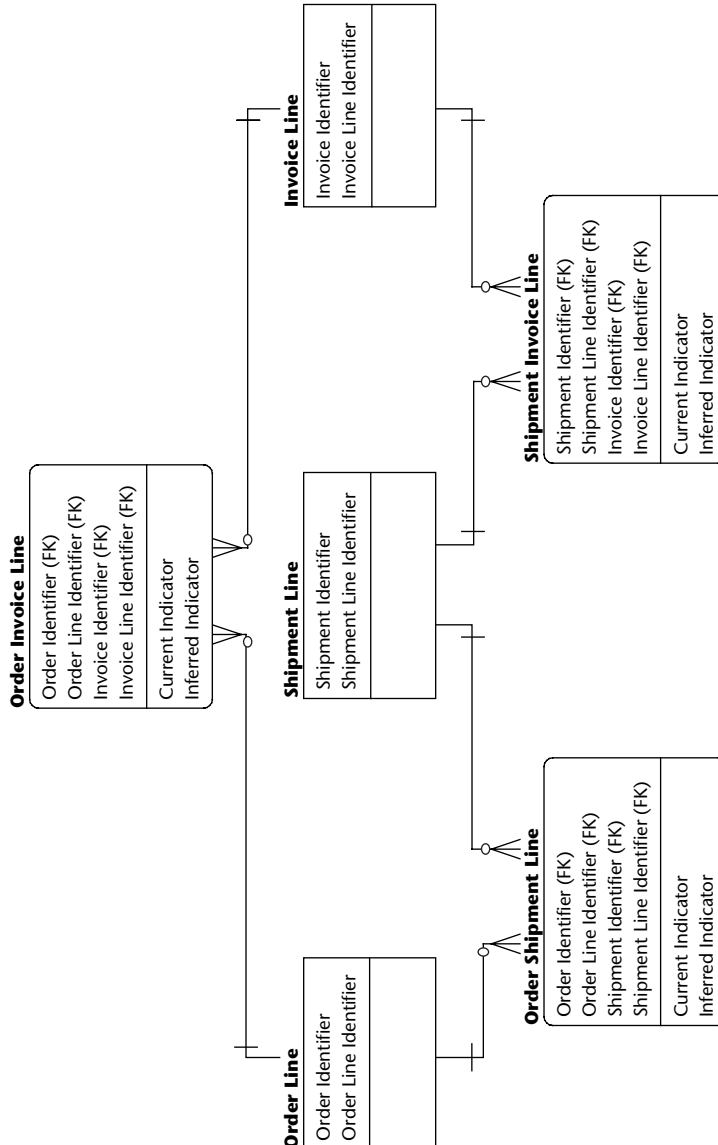 Order Invoice Line
Order Identifier (FK)
Order Line Identifier (FK)
Invoice Identifier (FK)
Invoice Line Identifier (FK)
Current Indicator
Inferred Indicator
Order Line
Order Identifier
Order Line Identifier
Shipment Line
Shipment Identifier
Shipment Line Identifier
Invoice Line
Invoice Identifier
Invoice Line Identifier
Order Shipment Line
Order Identifier (FK)
Order Line Identifier (FK)
Shipment Identifier (FK)
Shipment Line Identifier (FK)
Current Indicator
Inferred Indicator
Shipment Invoice Line
Shipment Identifier (FK)
Shipment Line Identifier (FK)
Invoice Identifier (FK)
Invoice Line Identifier (FK)
Current Indicator
Inferred Indicator